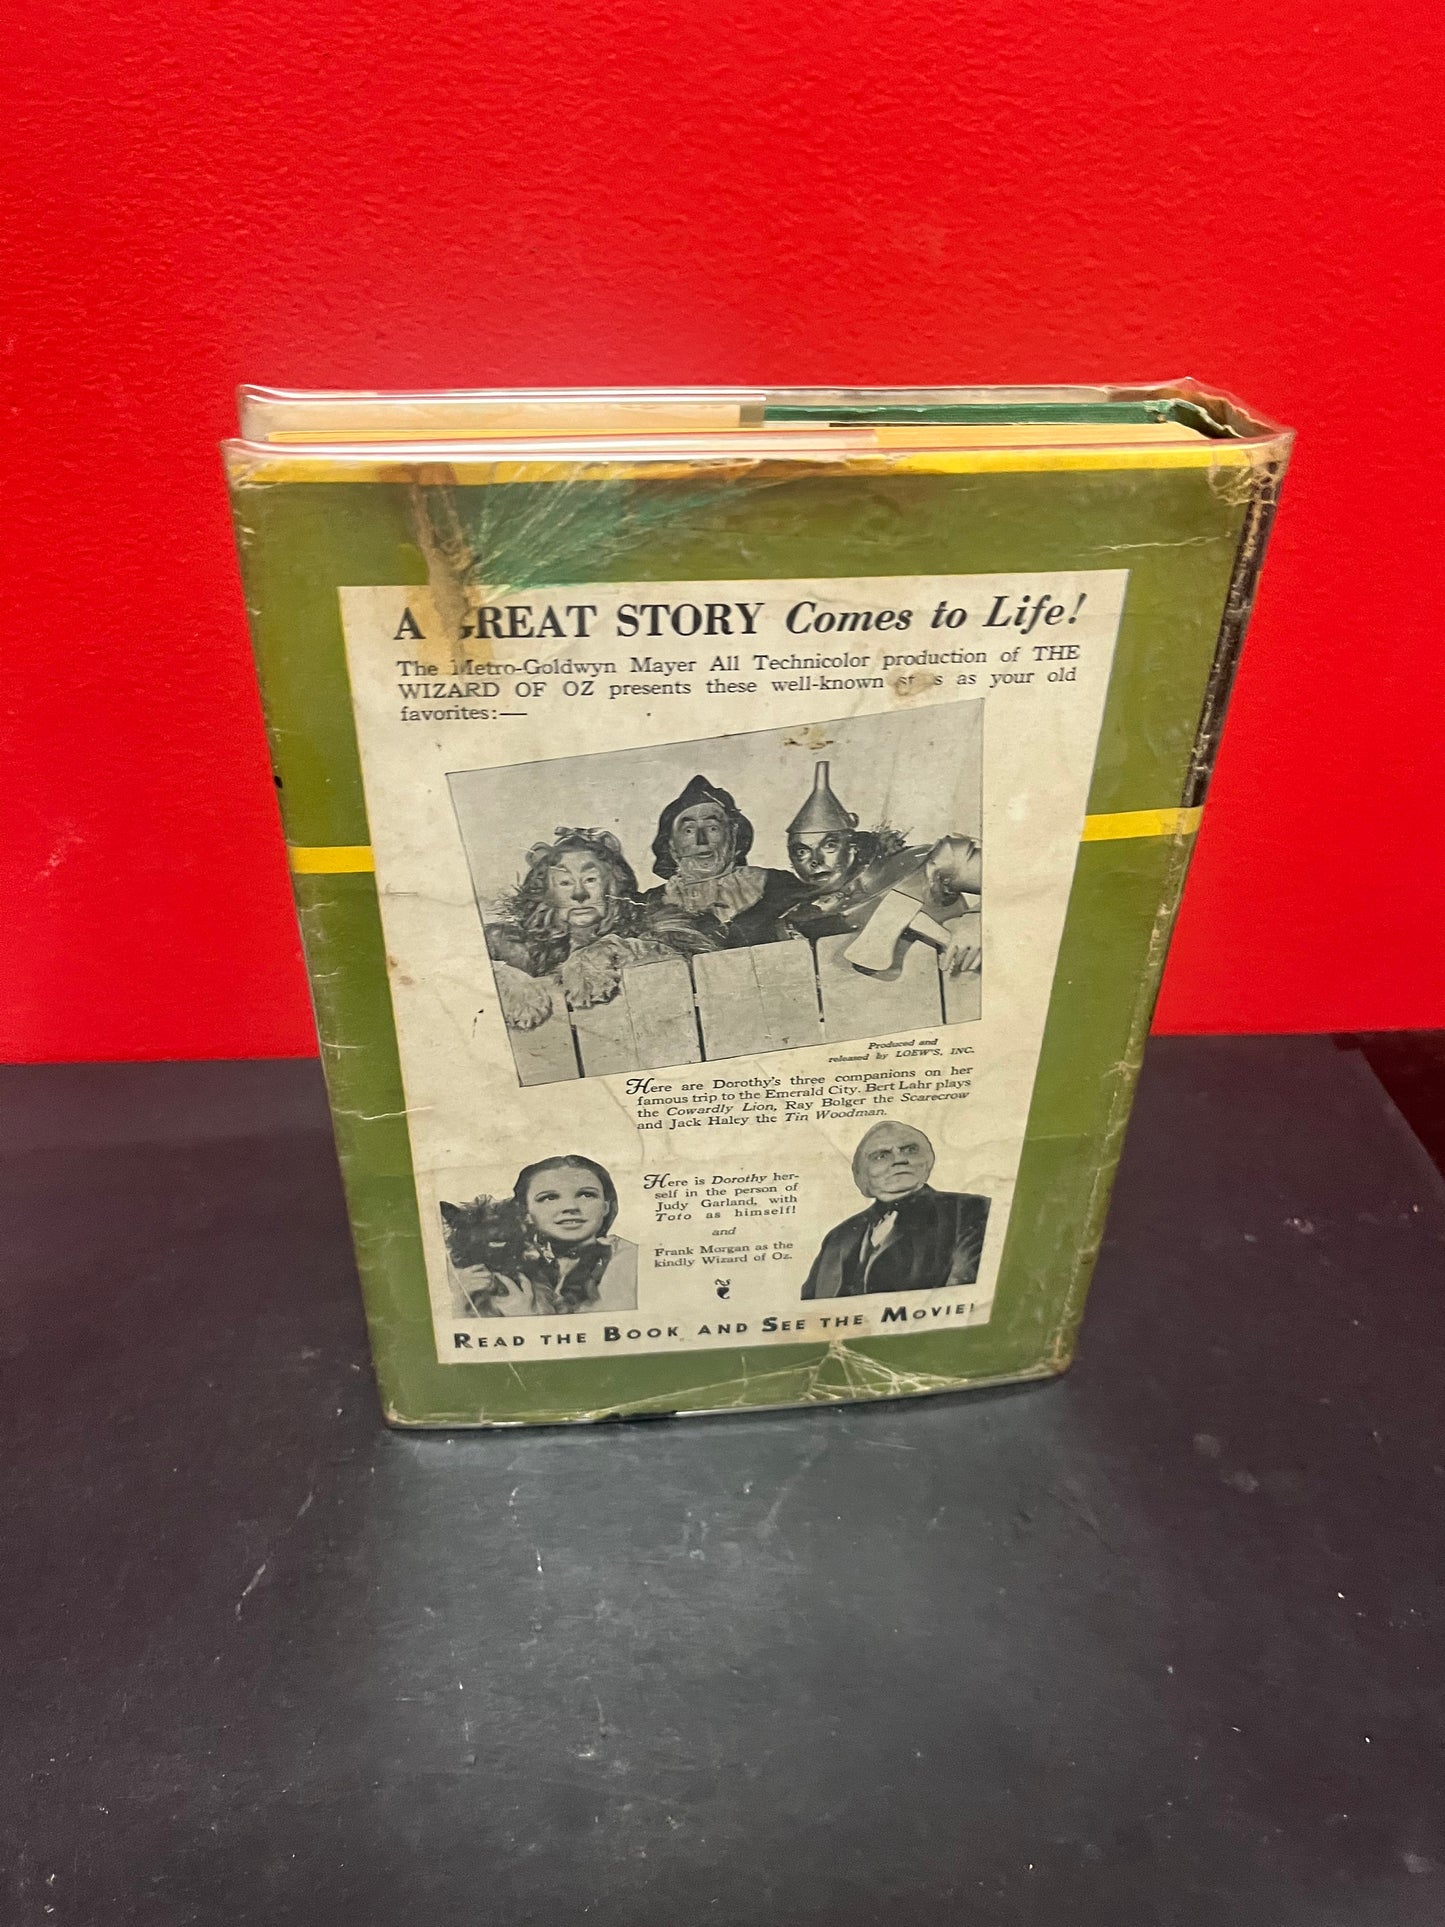 A GREAT STORY Comes to Life!
The Metro-Goldwyn Mayer All Technicolor production of THE
WIZARD OF OZ presents these well-known stars as your old
favorites:—
Produced and
released by LOEW'S, INC.
Here are Dorothy's three companions on her
famous trip to the Emerald City. Bert Lahr plays
the Cowardly Lion, Ray Bolger the Scarecrow
and Jack Haley the Tin Woodman.
Here is Dorothy her-
self in the person of
Judy Garland, with
Toto as himself!
and
Frank Morgan as the
kindly Wizard of Oz.
READ THE BOOK AND SEE THE MOVIE!